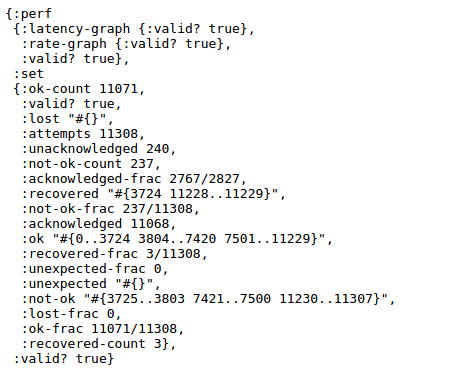 {:perf
 {:latency-graph {:valid? true},
  :rate-graph {:valid? true},
  :valid? true},
 :set
 {:ok-count 11071,
  :valid? true,
  :lost "#{}",
  :attempts 11308,
  :unacknowledged 240,
  :not-ok-count 237,
  :acknowledged-frac 2767/2827,
  :recovered "#{3724 11228..11229}",
  :not-ok-frac 237/11308,
  :acknowledged 11068,
  :ok "#{0..3724 3804..7420 7501..11229}",
  :recovered-frac 3/11308,
  :unexpected-frac 0,
  :unexpected "#{}",
  :not-ok "#{3725..3803 7421..7500 11230..11307}",
  :lost-frac 0,
  :ok-frac 11071/11308,
  :recovered-count 3},
 :valid? true}